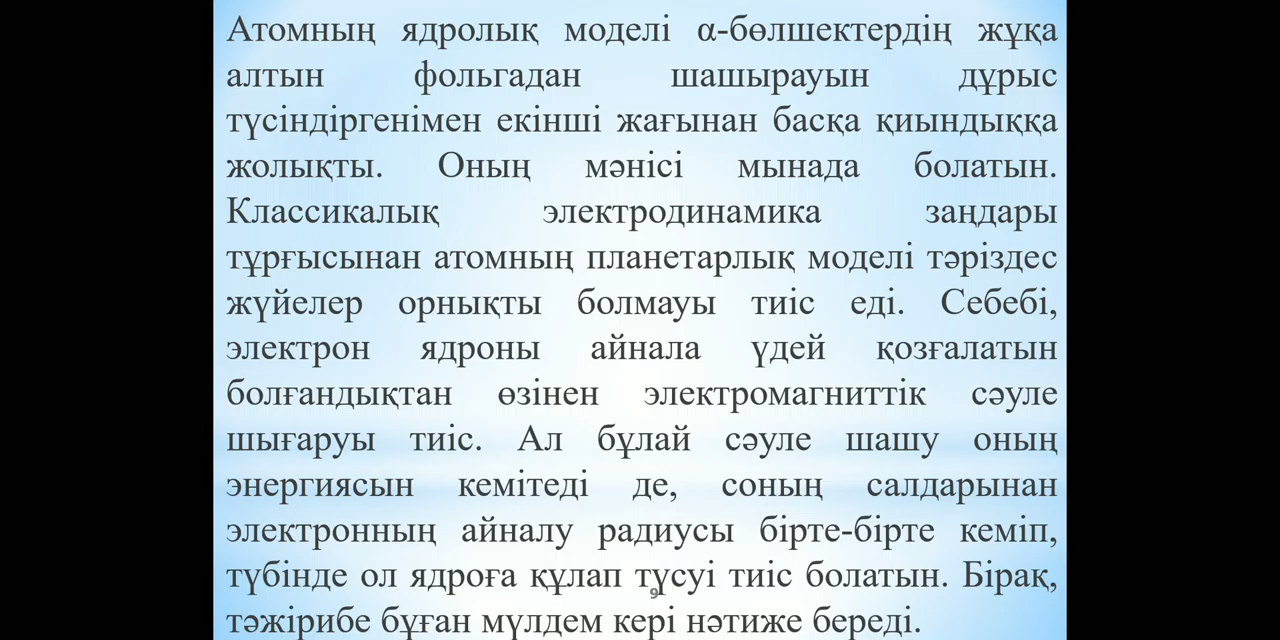 Атомның ядролық моделі α-бөлшектердің жұқа
алтын фольгадан шашырауын дұрыс
түсіндіргенімен екінші жағынан басқа қиындыққа
жолықты. Оның мәнісі мынада болатын.
Классикалық электродинамика заңдары
тұрғысынан атомның планетарлық моделі тәріздес
жүйелер орнықты болмауы тиіс еді. Себебі,
электрон ядроны айнала үдей қозғалатын
болғандықтан өзінен электромагниттік сәуле
шығаруы тиіс. Ал бұлай сәуле шашу оның
энергиясын кемітеді де, соның салдарынан
электронның айналу радиусы бірте-бірте кеміп,
түбінде ол ядроға құлап түсуі тиіс болатын. Бірақ,
9
тәжірибе бұған мүлдем кері нәтиже береді.